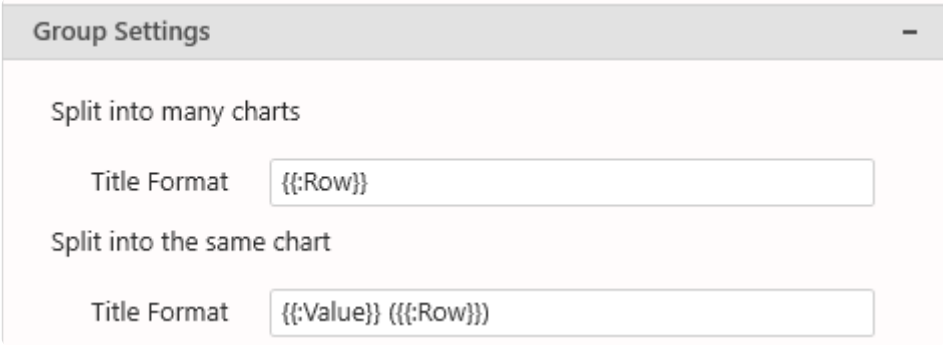 Group Settings
Split into many charts
Title Format {{:Row}}
Split into the same chart
Title Format {{:Value}} ({{:Row}})